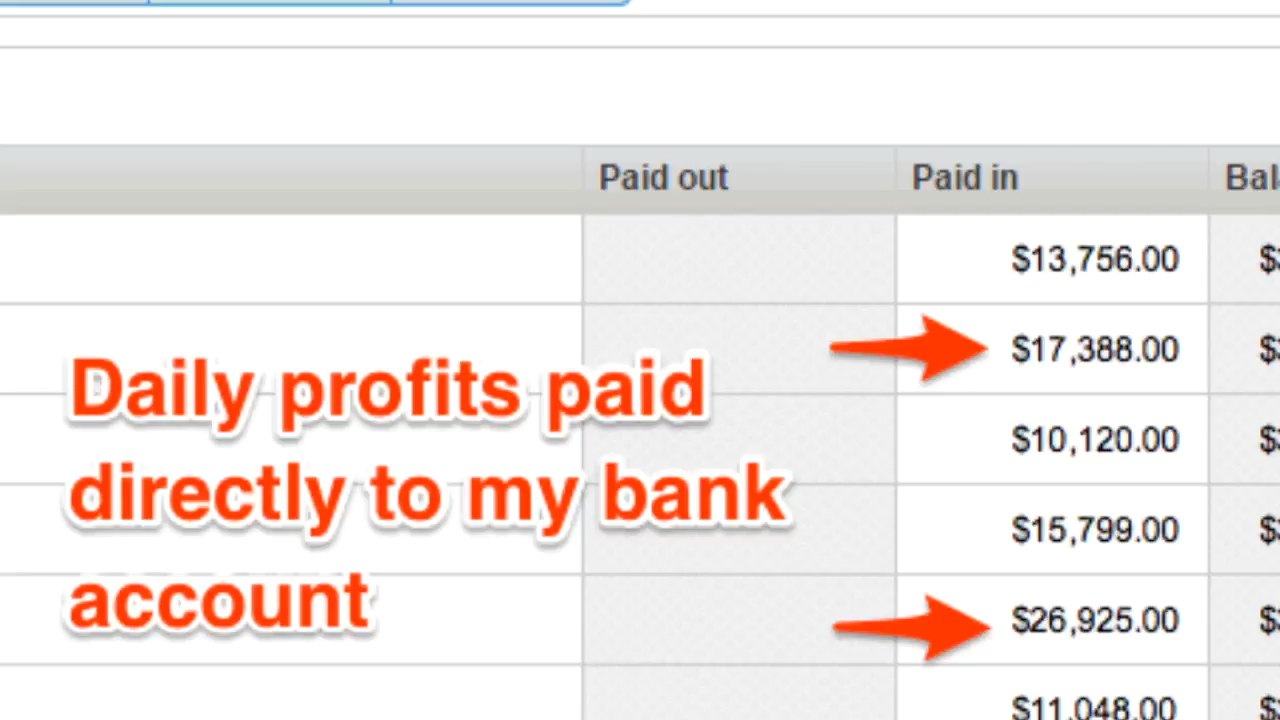 Paid out Paid in
$13,756.00
$17,388.00
Daily profits paid
directly to my bank
account
$10,120.00
$15,799.00
$26,925.00
$11,048.00